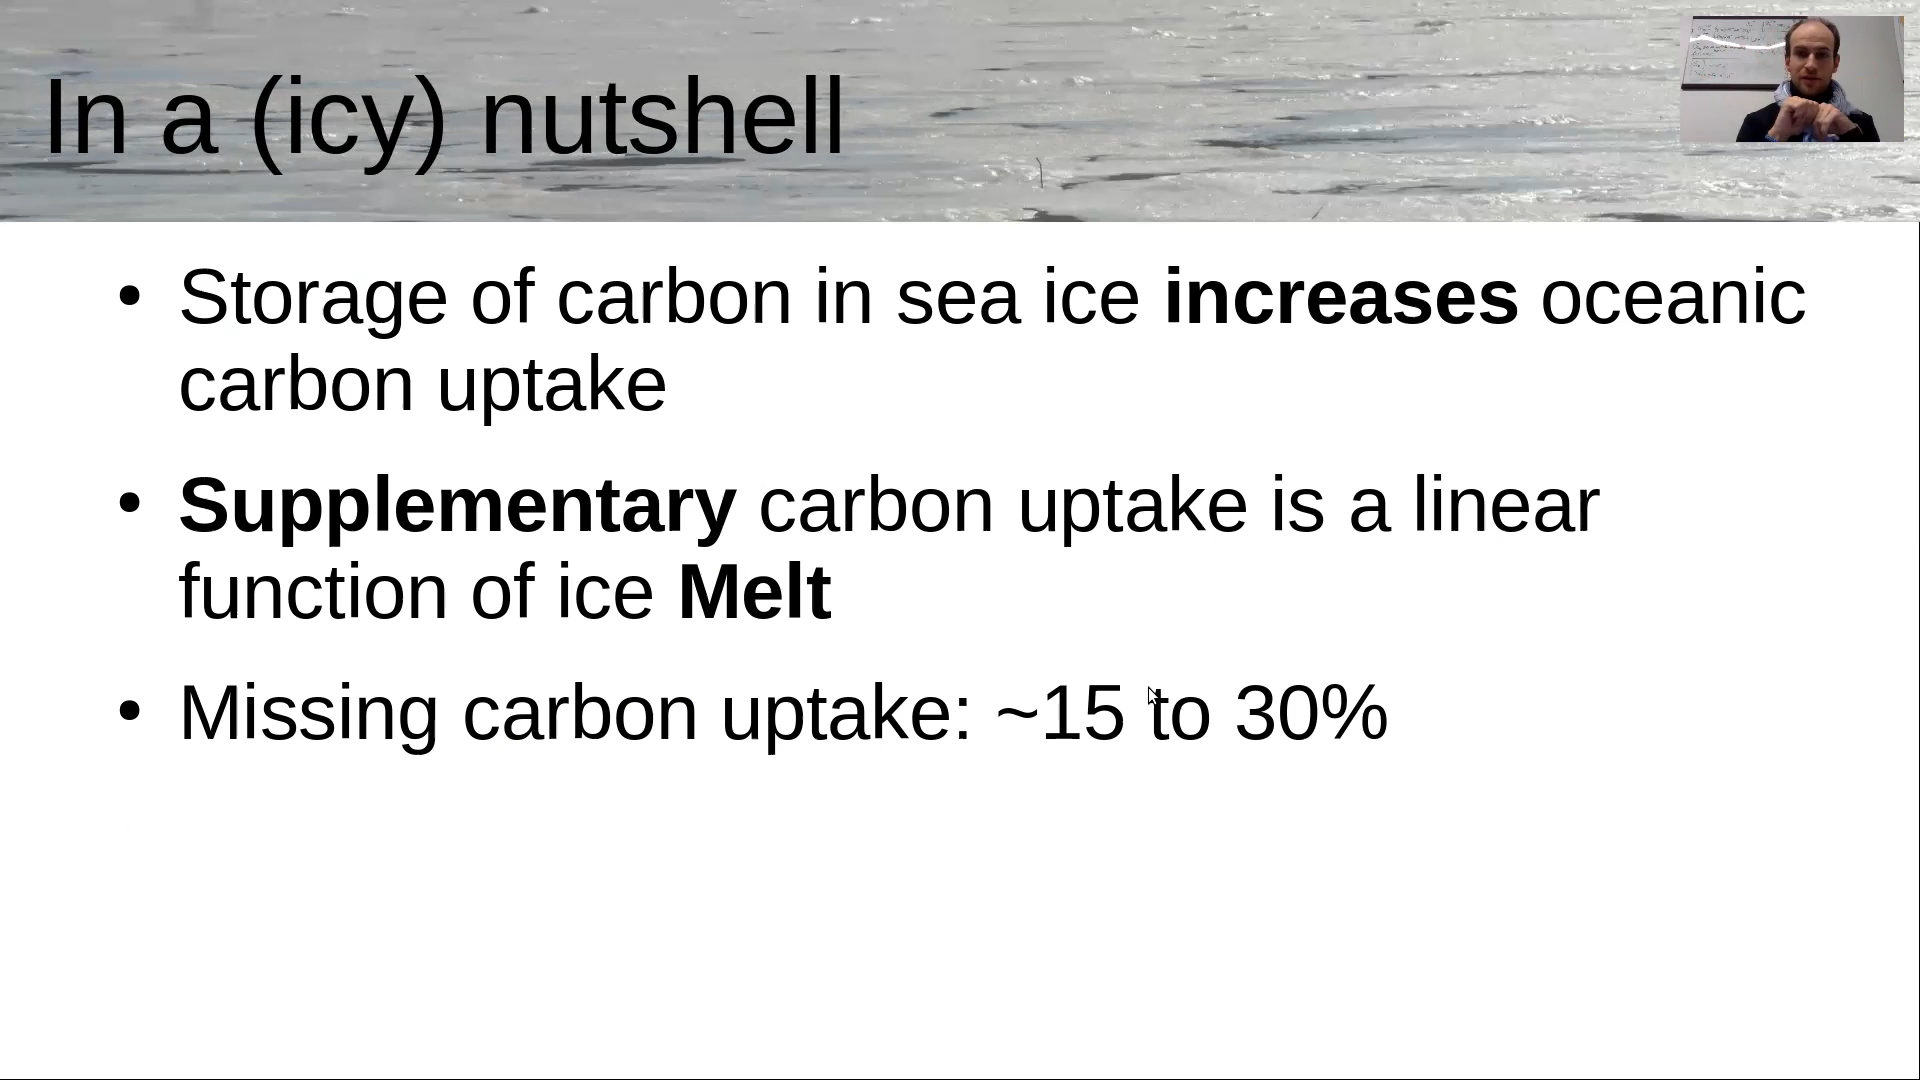 In a (icy) nutshell
• Storage of carbon in sea ice increases oceanic
carbon uptake
• Supplementary carbon uptake is a linear
function of ice Melt
• Missing carbon uptake: ~15 to 30%